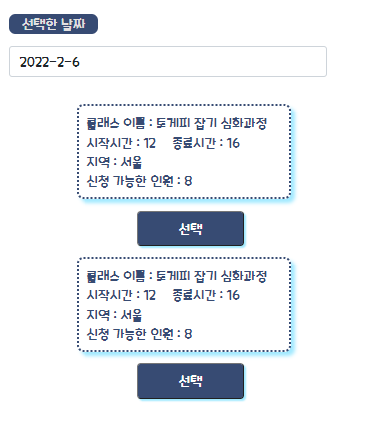 선택한 날짜
2022-2-6
클래스 이름 : 토게피 잡기 심화과정
시작시간 : 12 종료시간 : 16
지역 : 서울
신청 가능한 인원 : 8
선택
클래스 이름 : 토게피 잡기 심화과정
시작시간 : 12 종료시간 : 16
지역 : 서울
신청 가능한 인원 : 8
선택